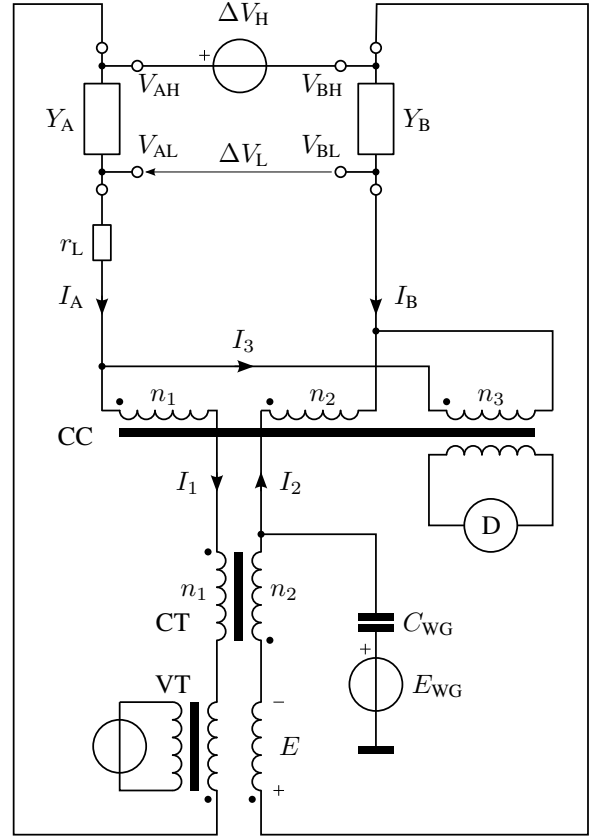 ΔV_H
+
V_AH V_BH
Y_A Y_B
V_AL ΔV_L V_BL
r_L
I_A I_B
I_3
n_1 n_2 n_3
CC
I_1 I_2
D
n_1 n_2
CT
C_WG
+
E_WG
VT
−
E
+